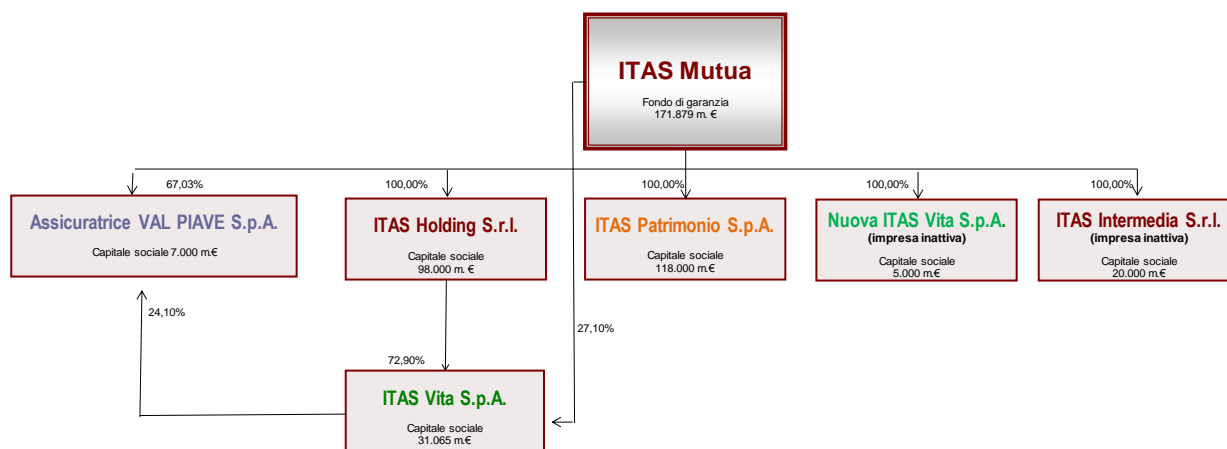 ITAS Mutua
Fondo di garanzia
171.879 m. €
67,03%
100,00%
100,00%
100,00%
100,00%
Assicuratrice VAL PIAVE S.p.A.
Capitale sociale 7.000 m.€
ITAS Holding S.r.l.
Capitale sociale
98.000 m. €
ITAS Patrimonio S.p.A.
Capitale sociale
118.000 m.€
Nuova ITAS Vita S.p.A.
(impresa inattiva)
Capitale sociale
5.000 m.€
ITAS Intermedia S.r.l.
(impresa inattiva)
Capitale sociale
20.000 m.€
24,10%
27,10%
72,90%
ITAS Vita S.p.A.
Capitale sociale
31.065 m.€